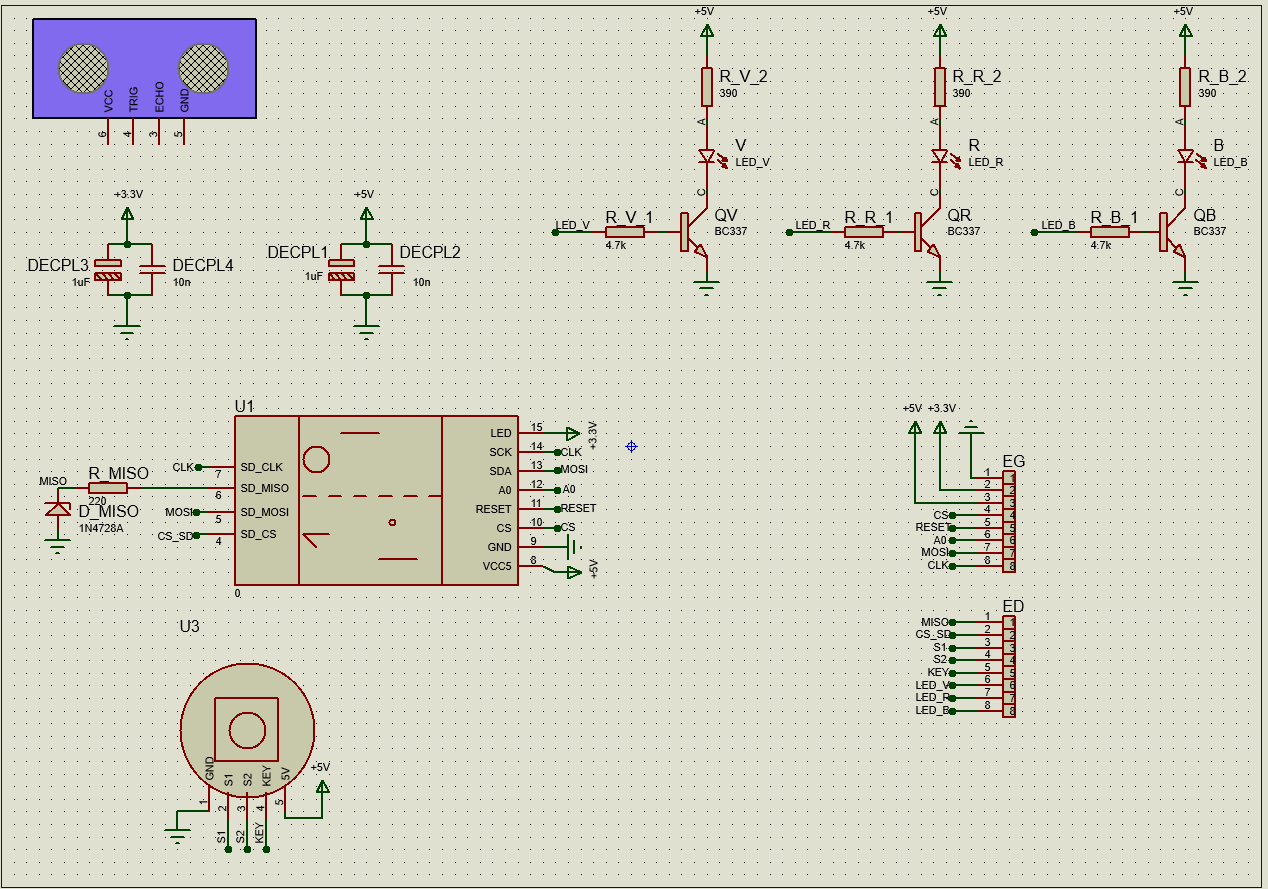 VCC
TRIG
ECHO
GND
6
4
3
5
+5V
R_V_2
390
A
V
LED_V
C
LED_V
R_V_1
4.7k
QV
BC337
+5V
R_R_2
390
A
R
LED_R
C
LED_R
R_R_1
4.7k
QR
BC337
+5V
R_B_2
390
A
B
LED_B
C
LED_B
R_B_1
4.7k
QB
BC337
+3.3V
DECPL3
1uF
DECPL4
10n
+5V
DECPL1
1uF
DECPL2
10n
U1
CLK
7
SD_CLK
MISO
R_MISO
220
6
SD_MISO
D_MISO
1N4728A
MOSI
5
SD_MOSI
CS_SD
4
SD_CS
LED
15
+3.3V
SCK
14
CLK
SDA
13
MOSI
A0
12
A0
RESET
11
RESET
CS
10
CS
GND
9
VCC5
8
+5V
0
+5V
+3.3V
EG
1
1
2
2
3
3
CS
4
4
RESET
5
5
A0
6
6
MOSI
7
7
CLK
8
8
ED
MISO
1
1
CS_SD
2
2
S1
3
3
S2
4
4
KEY
5
5
LED_V
6
6
LED_R
7
7
LED_B
8
8
U3
GND
S1
S2
KEY
5V
+5V
1
2
3
4
5
S1
S2
KEY